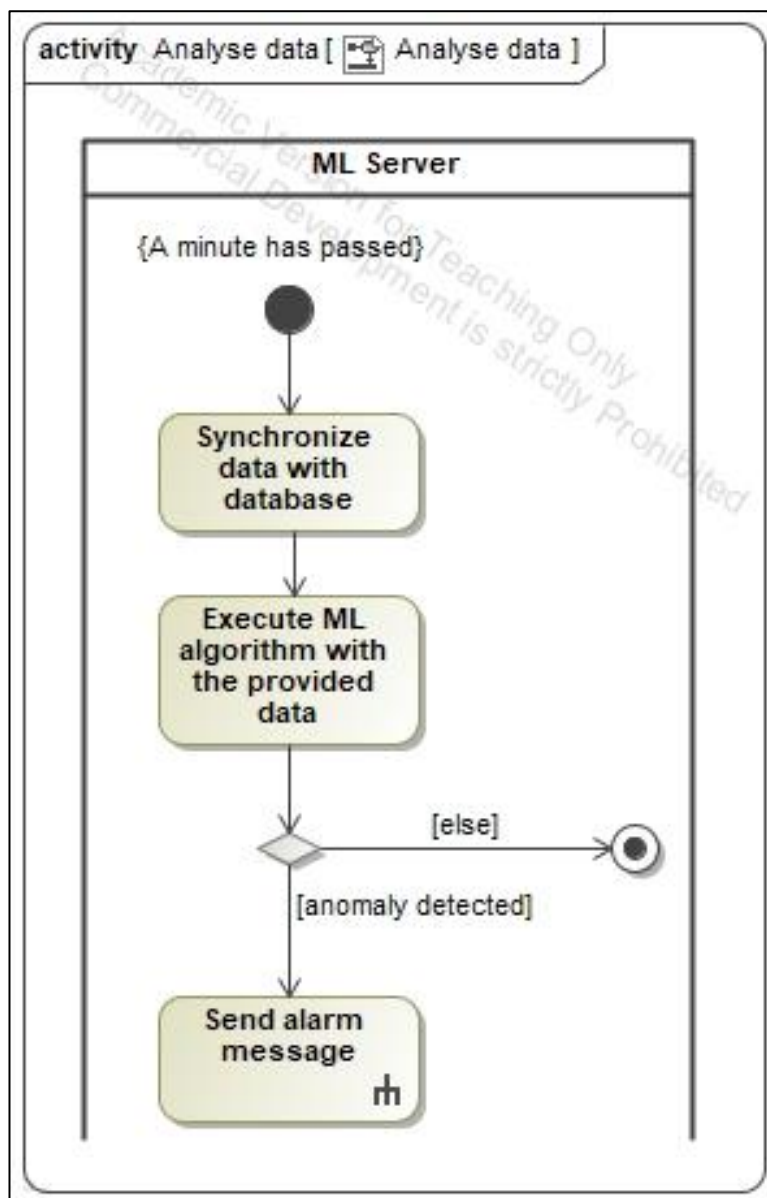 activity Analyse data [ Analyse data ]
Academic Version for Teaching Only
Commercial Development is strictly Prohibited
ML Server
{A minute has passed}
Synchronize
data with
database
Execute ML
algorithm with
the provided
data
[else]
[anomaly detected]
Send alarm
message